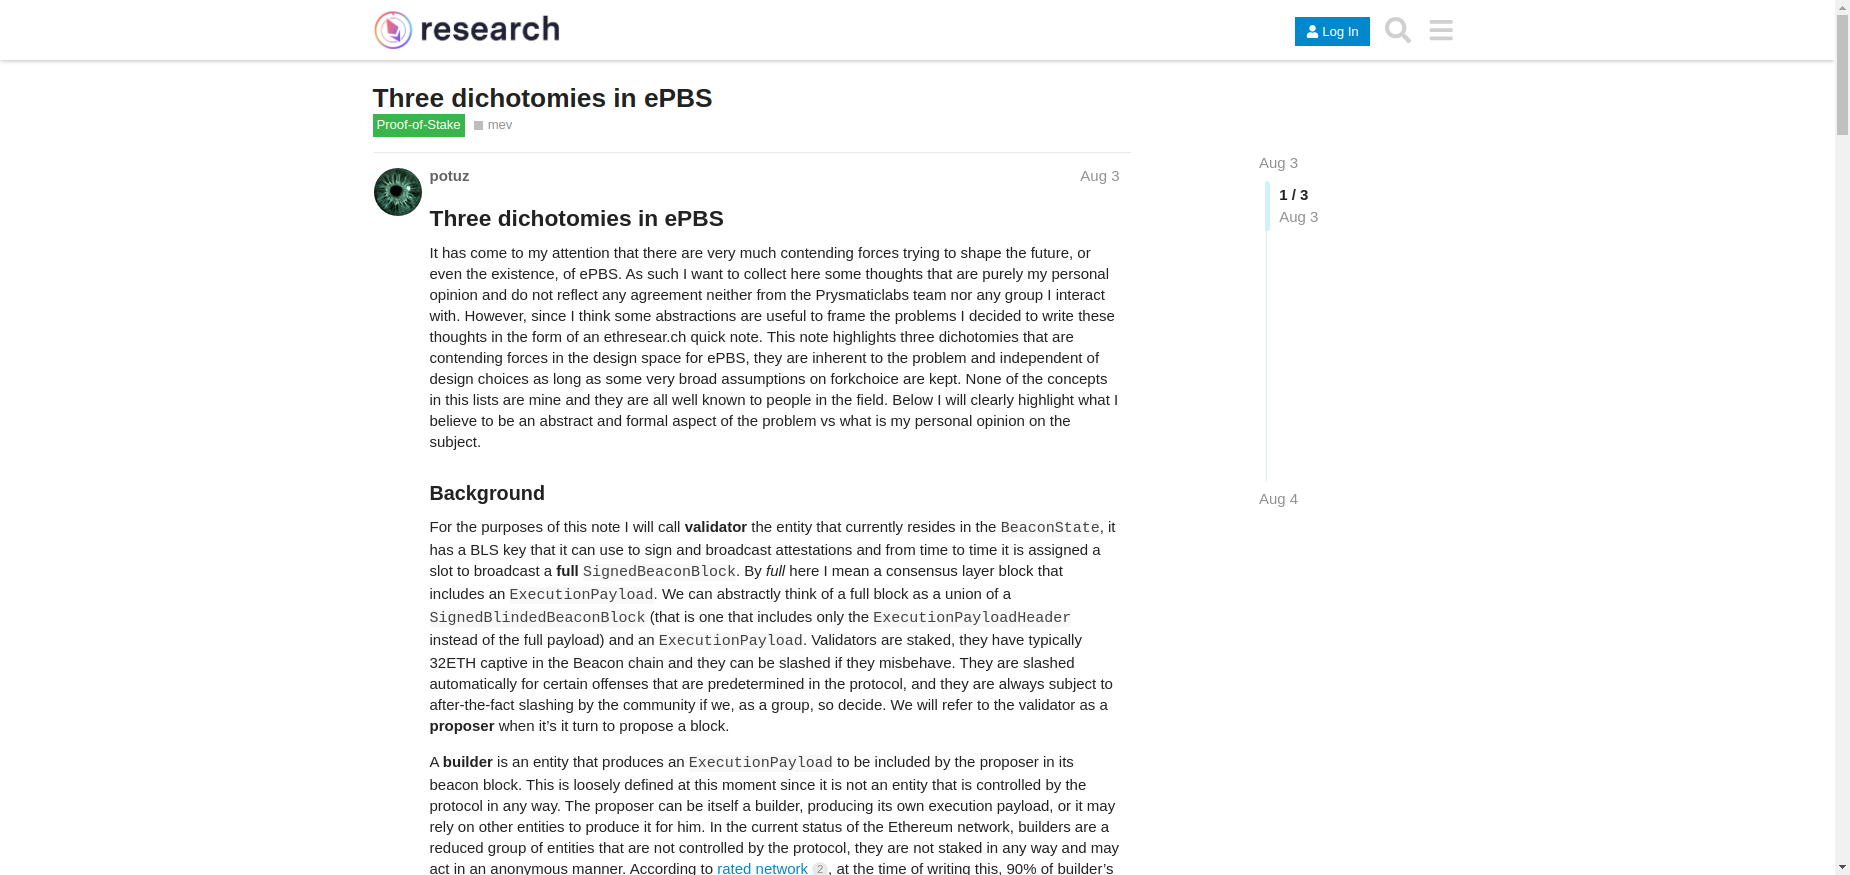 research
Log In
Three dichotomies in ePBS
Proof-of-Stake mev
potuz Aug 3
Three dichotomies in ePBS
It has come to my attention that there are very much contending forces trying to shape the future, or
even the existence, of ePBS. As such I want to collect here some thoughts that are purely my personal
opinion and do not reflect any agreement neither from the Prysmaticlabs team nor any group I interact
with. However, since I think some abstractions are useful to frame the problems I decided to write these
thoughts in the form of an ethresear.ch quick note. This note highlights three dichotomies that are
contending forces in the design space for ePBS, they are inherent to the problem and independent of
design choices as long as some very broad assumptions on forkchoice are kept. None of the concepts
in this lists are mine and they are all well known to people in the field. Below I will clearly highlight what I
believe to be an abstract and formal aspect of the problem vs what is my personal opinion on the
subject.
Background
For the purposes of this note I will call validator the entity that currently resides in the BeaconState, it
has a BLS key that it can use to sign and broadcast attestations and from time to time it is assigned a
slot to broadcast a full SignedBeaconBlock. By full here I mean a consensus layer block that
includes an ExecutionPayload. We can abstractly think of a full block as a union of a
SignedBlindedBeaconBlock (that is one that includes only the ExecutionPayloadHeader
instead of the full payload) and an ExecutionPayload. Validators are staked, they have typically
32ETH captive in the Beacon chain and they can be slashed if they misbehave. They are slashed
automatically for certain offenses that are predetermined in the protocol, and they are always subject to
after-the-fact slashing by the community if we, as a group, so decide. We will refer to the validator as a
proposer when it’s it turn to propose a block.
A builder is an entity that produces an ExecutionPayload to be included by the proposer in its
beacon block. This is loosely defined at this moment since it is not an entity that is controlled by the
protocol in any way. The proposer can be itself a builder, producing its own execution payload, or it may
rely on other entities to produce it for him. In the current status of the Ethereum network, builders are a
reduced group of entities that are not controlled by the protocol, they are not staked in any way and may
act in an anonymous manner. According to rated network 2, at the time of writing this, 90% of builder’s
Aug 3
1 / 3
Aug 3
Aug 4